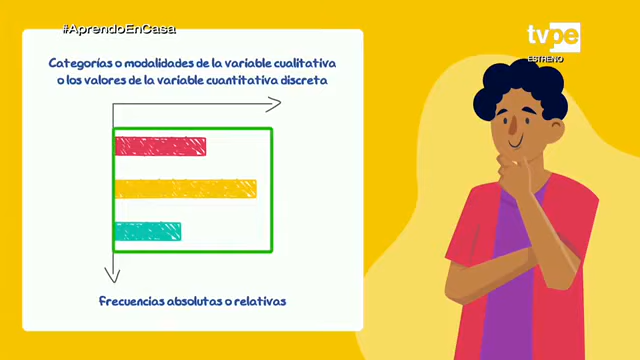 #AprendoEnCasa
tvpe
ESTRENO
Categorías o modalidades de la variable cualitativa
o los valores de la variable cuantitativa discreta
Frecuencias absolutas o relativas